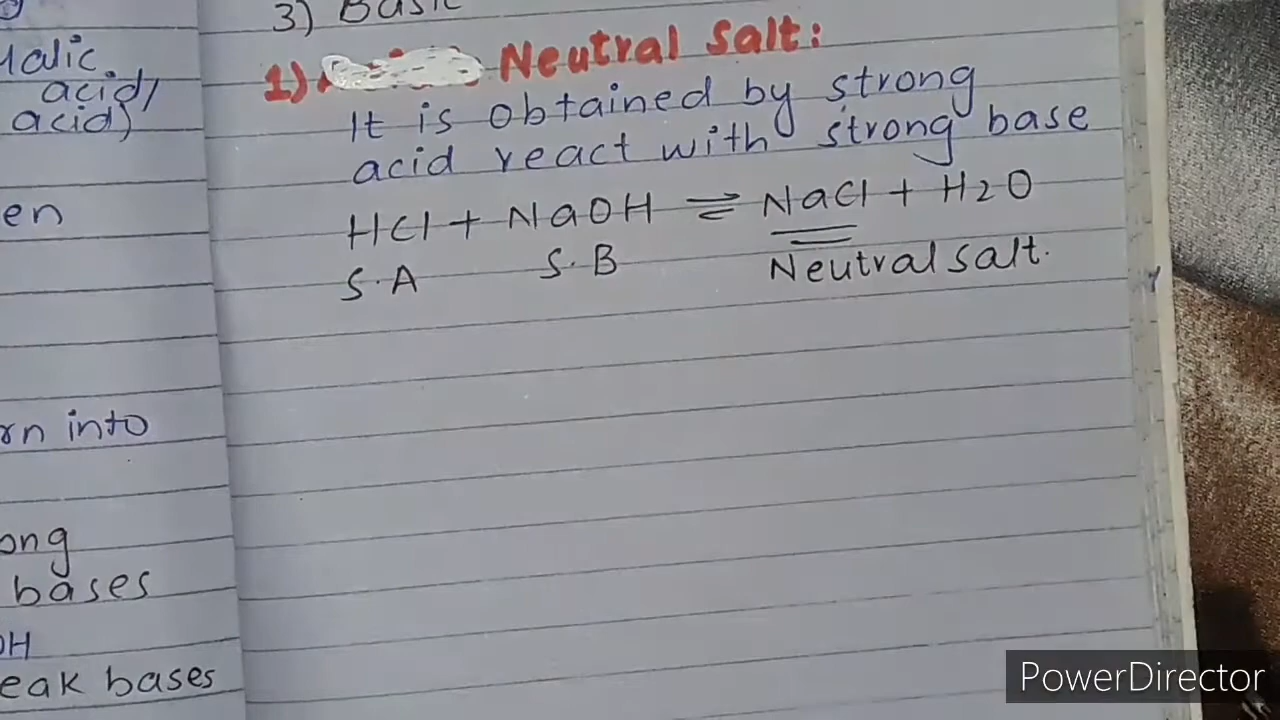 3) Basic
1) Neutral Salt:
It is obtained by strong
acid react with strong base
HCl + NaOH ⇌ NaCl + H2O
S.A S.B Neutral salt.
Malic
acid,
acid)
en
rn into
ong
bases
OH
eak bases
PowerDirector